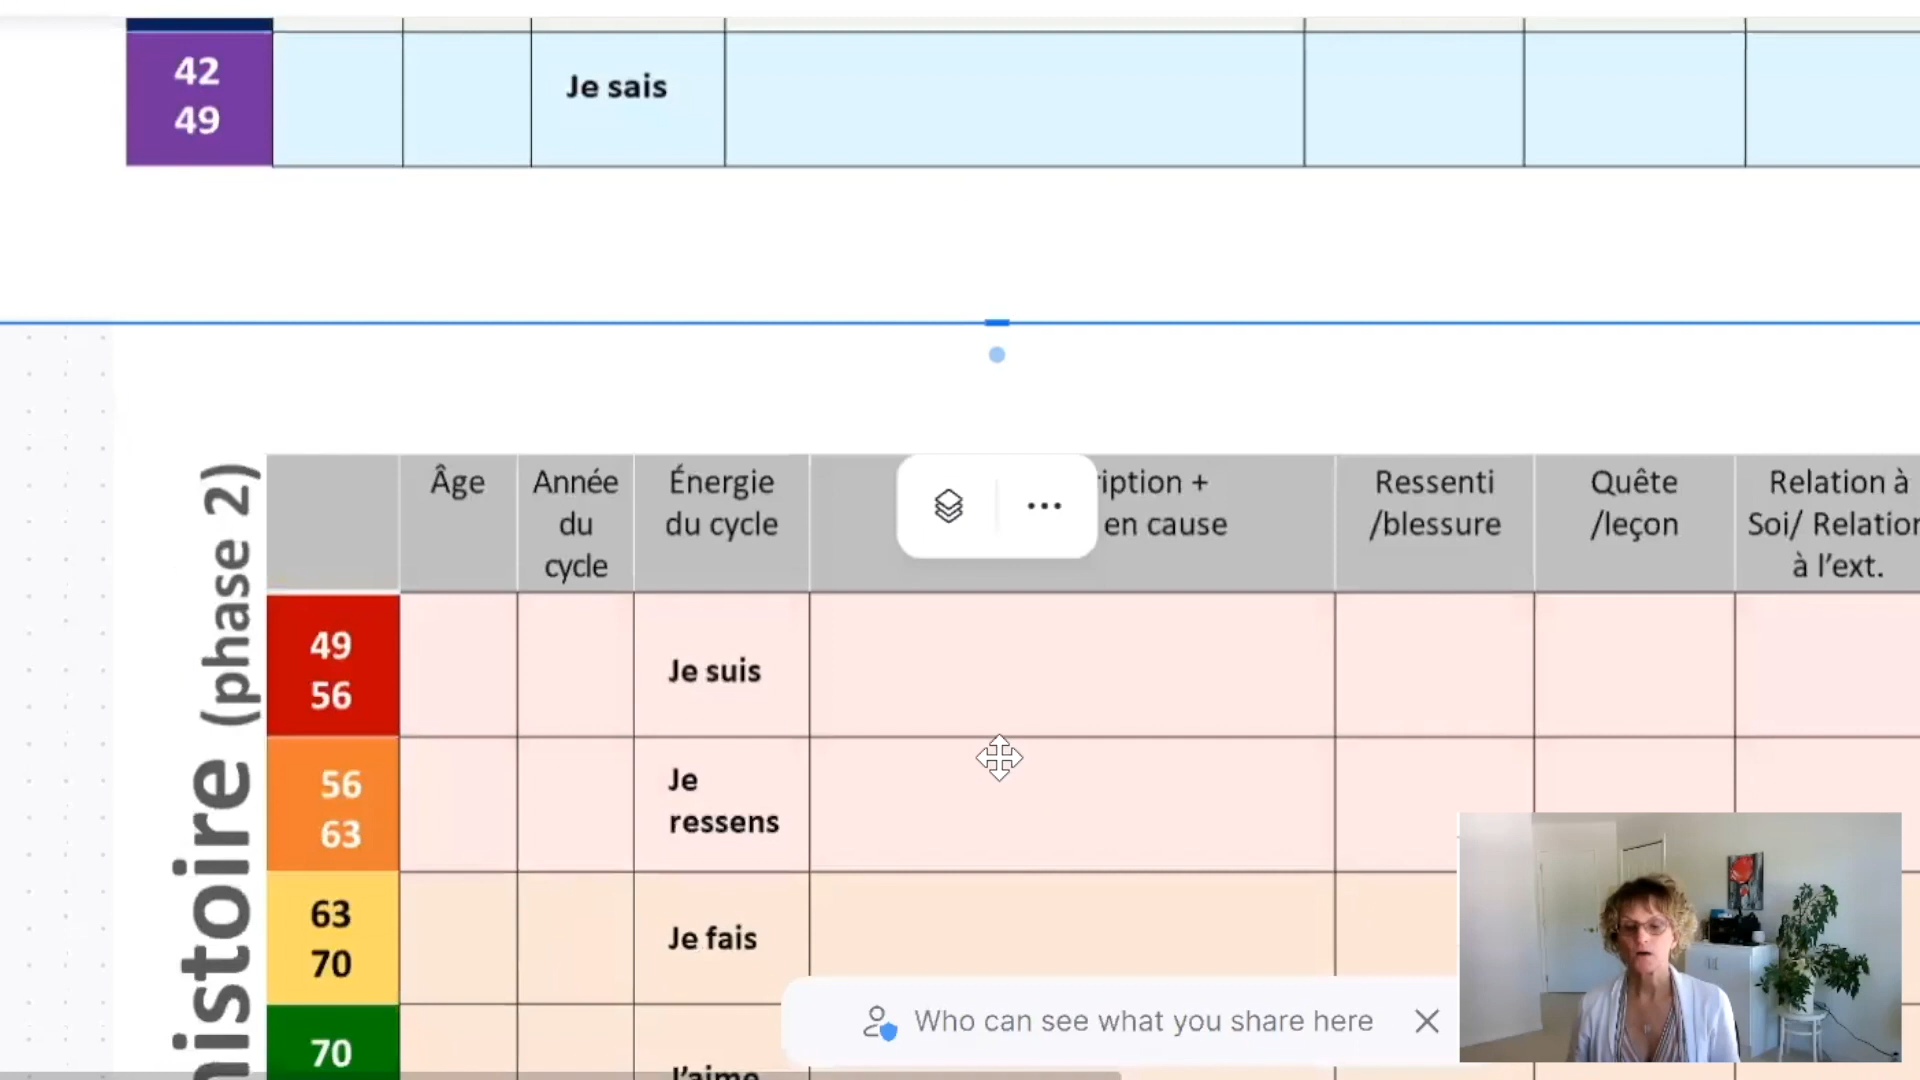 42
49
Je sais
histoire (phase 2)
Âge
Année
du
cycle
Énergie
du cycle
ription +
en cause
Ressenti
/blessure
Quête
/leçon
Relation à
Soi/ Relation
à l’ext.
49
56
Je suis
56
63
Je
ressens
63
70
Je fais
70
J’aime
Who can see what you share here